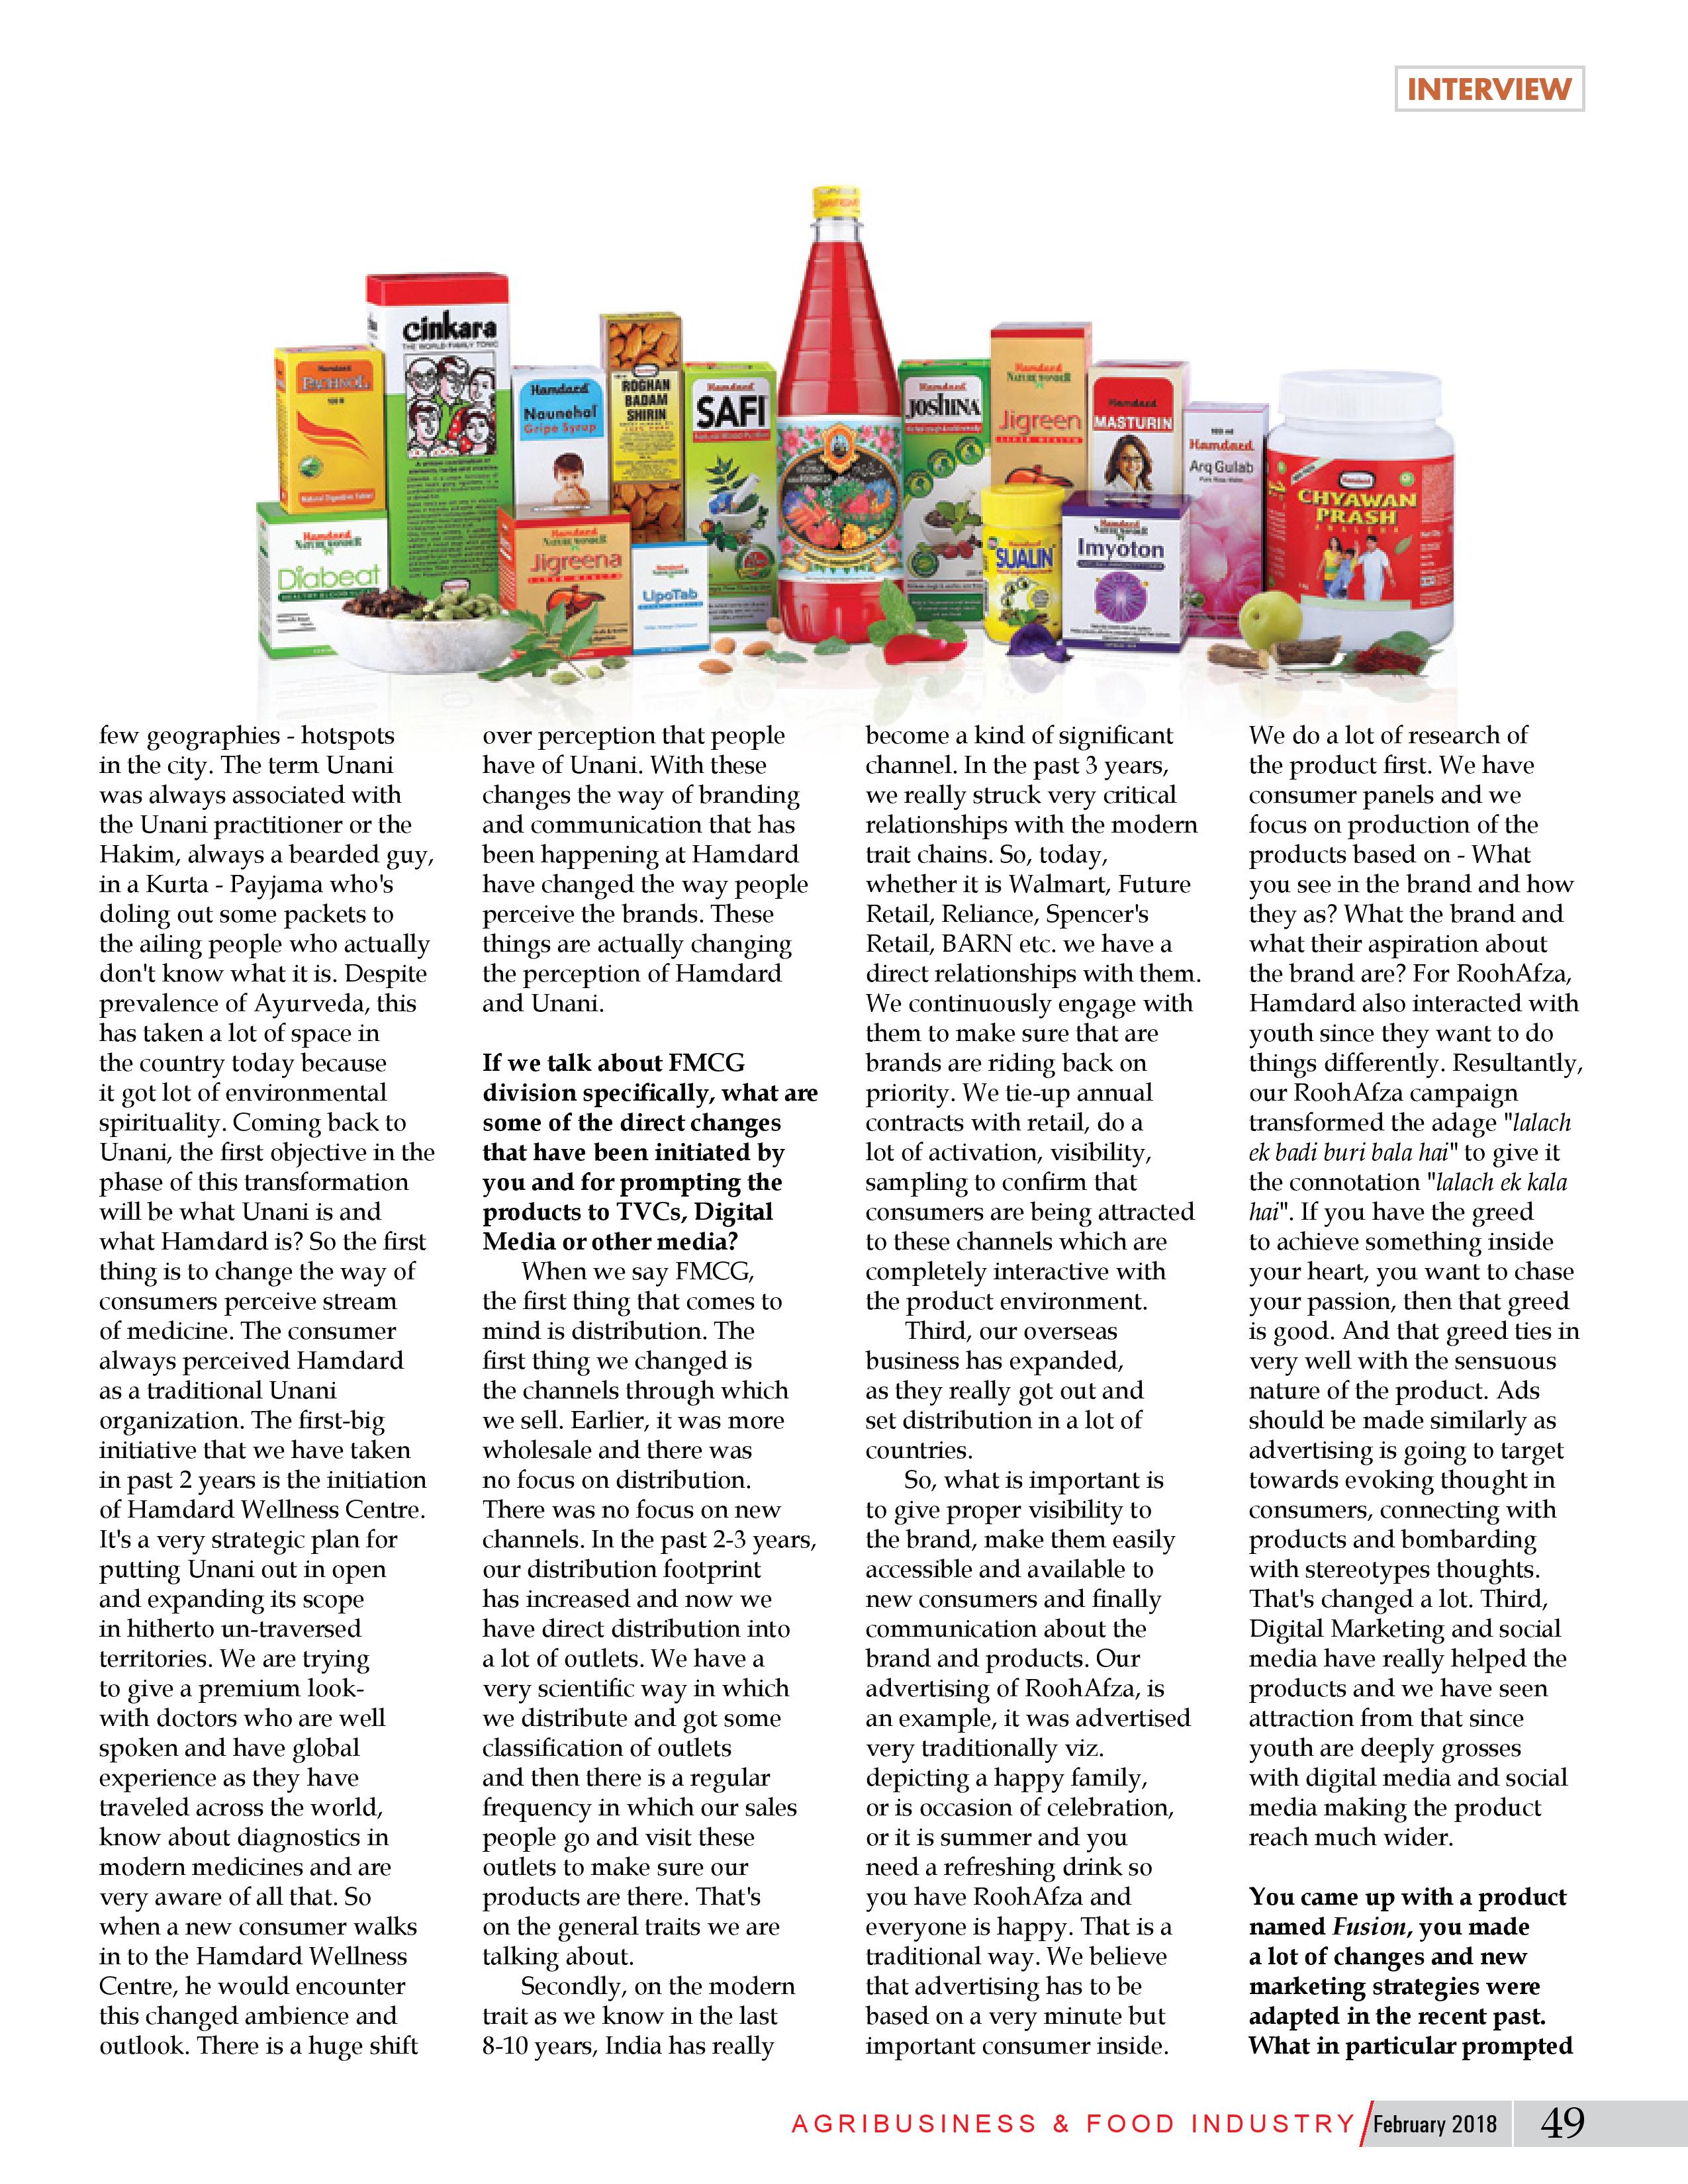 INTERVIEW
Hamdard
PACHNOL
100 N
Natural Digestive Tablet
cinkara
THE WORLD FAMILY TONIC
Hamdard
Naunehal
Gripe Syrup
ROGHAN
BADAM
SHIRIN
Hamdard
SAFI
Natural Blood Purifier
Hamdard
JOSHINA
Hamdard
NATURE WONDER
Jigreen
LIVER HEALTH
Hamdard
MASTURIN
100 ml
Hamdard
Arq Gulab
Pure Rose Water
Hamdard
CHYAWAN
PRASH
Hamdard
NATURE WONDER
Diabeat
HEALTHY BLOOD SUGAR
Hamdard
NATURE WONDER
Jigreena
LIVER HEALTH
LipoTab
Hamdard
SUALIN
Hamdard
NATURE WONDER
Imyoton
few geographies - hotspots
in the city. The term Unani
was always associated with
the Unani practitioner or the
Hakim, always a bearded guy,
in a Kurta - Payjama who's
doling out some packets to
the ailing people who actually
don't know what it is. Despite
prevalence of Ayurveda, this
has taken a lot of space in
the country today because
it got lot of environmental
spirituality. Coming back to
Unani, the first objective in the
phase of this transformation
will be what Unani is and
what Hamdard is? So the first
thing is to change the way of
consumers perceive stream
of medicine. The consumer
always perceived Hamdard
as a traditional Unani
organization. The first-big
initiative that we have taken
in past 2 years is the initiation
of Hamdard Wellness Centre.
It's a very strategic plan for
putting Unani out in open
and expanding its scope
in hitherto un-traversed
territories. We are trying
to give a premium look-
with doctors who are well
spoken and have global
experience as they have
traveled across the world,
know about diagnostics in
modern medicines and are
very aware of all that. So
when a new consumer walks
in to the Hamdard Wellness
Centre, he would encounter
this changed ambience and
outlook. There is a huge shift
over perception that people
have of Unani. With these
changes the way of branding
and communication that has
been happening at Hamdard
have changed the way people
perceive the brands. These
things are actually changing
the perception of Hamdard
and Unani.
If we talk about FMCG
division specifically, what are
some of the direct changes
that have been initiated by
you and for prompting the
products to TVCs, Digital
Media or other media?
When we say FMCG,
the first thing that comes to
mind is distribution. The
first thing we changed is
the channels through which
we sell. Earlier, it was more
wholesale and there was
no focus on distribution.
There was no focus on new
channels. In the past 2-3 years,
our distribution footprint
has increased and now we
have direct distribution into
a lot of outlets. We have a
very scientific way in which
we distribute and got some
classification of outlets
and then there is a regular
frequency in which our sales
people go and visit these
outlets to make sure our
products are there. That's
on the general traits we are
talking about.
Secondly, on the modern
trait as we know in the last
8-10 years, India has really
become a kind of significant
channel. In the past 3 years,
we really struck very critical
relationships with the modern
trait chains. So, today,
whether it is Walmart, Future
Retail, Reliance, Spencer's
Retail, BARN etc. we have a
direct relationships with them.
We continuously engage with
them to make sure that are
brands are riding back on
priority. We tie-up annual
contracts with retail, do a
lot of activation, visibility,
sampling to confirm that
consumers are being attracted
to these channels which are
completely interactive with
the product environment.
Third, our overseas
business has expanded,
as they really got out and
set distribution in a lot of
countries.
So, what is important is
to give proper visibility to
the brand, make them easily
accessible and available to
new consumers and finally
communication about the
brand and products. Our
advertising of RoohAfza, is
an example, it was advertised
very traditionally viz.
depicting a happy family,
or is occasion of celebration,
or it is summer and you
need a refreshing drink so
you have RoohAfza and
everyone is happy. That is a
traditional way. We believe
that advertising has to be
based on a very minute but
important consumer inside.
We do a lot of research of
the product first. We have
consumer panels and we
focus on production of the
products based on - What
you see in the brand and how
they as? What the brand and
what their aspiration about
the brand are? For RoohAfza,
Hamdard also interacted with
youth since they want to do
things differently. Resultantly,
our RoohAfza campaign
transformed the adage "lalach
ek badi buri bala hai" to give it
the connotation "lalach ek kala
hai". If you have the greed
to achieve something inside
your heart, you want to chase
your passion, then that greed
is good. And that greed ties in
very well with the sensuous
nature of the product. Ads
should be made similarly as
advertising is going to target
towards evoking thought in
consumers, connecting with
products and bombarding
with stereotypes thoughts.
That's changed a lot. Third,
Digital Marketing and social
media have really helped the
products and we have seen
attraction from that since
youth are deeply grosses
with digital media and social
media making the product
reach much wider.
You came up with a product
named Fusion, you made
a lot of changes and new
marketing strategies were
adapted in the recent past.
What in particular prompted
AGRIBUSINESS & FOOD INDUSTRY February 2018 49